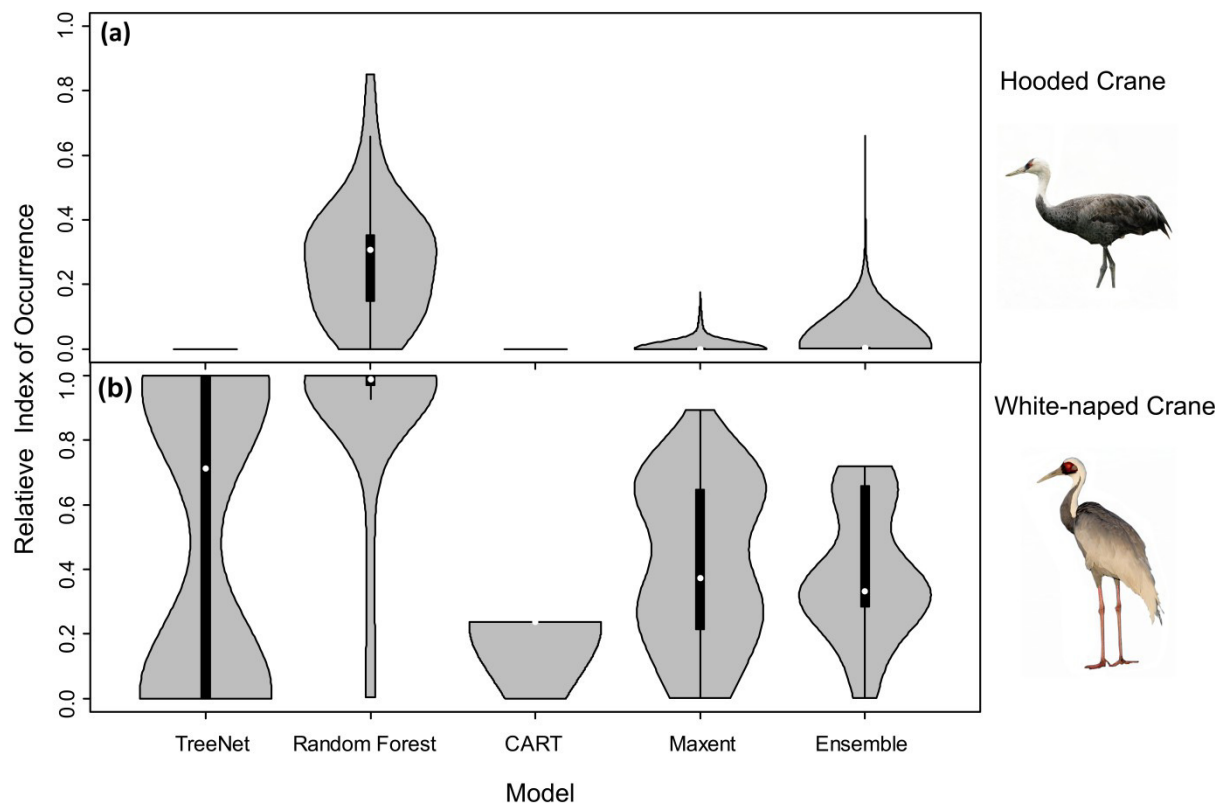 (a)
Hooded Crane
1.0
0.8
0.6
0.4
0.2
0.0
(b)
White-naped Crane
1.0
0.8
0.6
0.4
0.2
0.0
Relatieve Index of Occurrence
TreeNet Random Forest CART Maxent Ensemble
Model